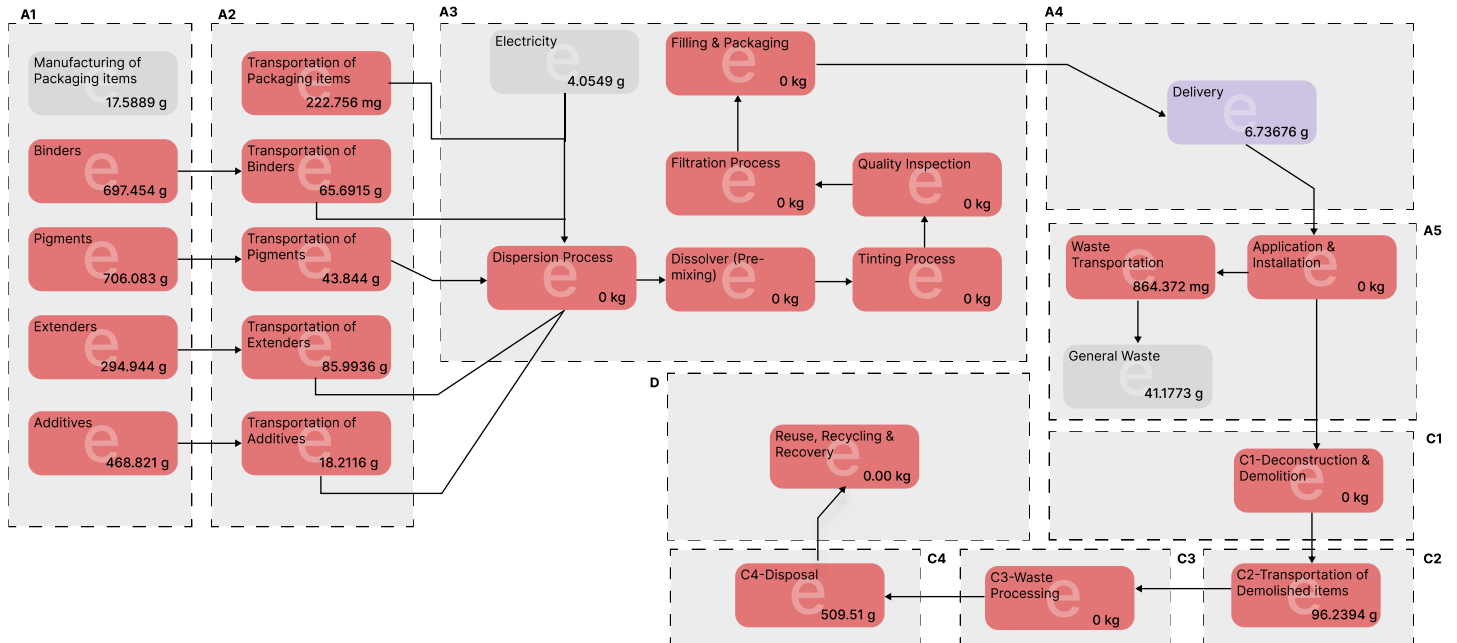 A1
Manufacturing of
Packaging items
17.5889 g
Binders
697.454 g
Pigments
706.083 g
Extenders
294.944 g
Additives
468.821 g
A2
Transportation of
Packaging items
222.756 mg
Transportation of
Binders
65.6915 g
Transportation of
Pigments
43.844 g
Transportation of
Extenders
85.9936 g
Transportation of
Additives
18.2116 g
A3
Electricity
4.0549 g
Filling & Packaging
0 kg
Filtration Process
0 kg
Quality Inspection
0 kg
Dispersion Process
0 kg
Dissolver (Pre-
mixing)
0 kg
Tinting Process
0 kg
A4
Delivery
6.73676 g
A5
Waste
Transportation
864.372 mg
Application &
Installation
0 kg
General Waste
41.1773 g
C1
C1-Deconstruction &
Demolition
0 kg
C2
C2-Transportation of
Demolished items
96.2394 g
C3
C3-Waste
Processing
0 kg
C4
C4-Disposal
509.51 g
D
Reuse, Recycling &
Recovery
0.00 kg